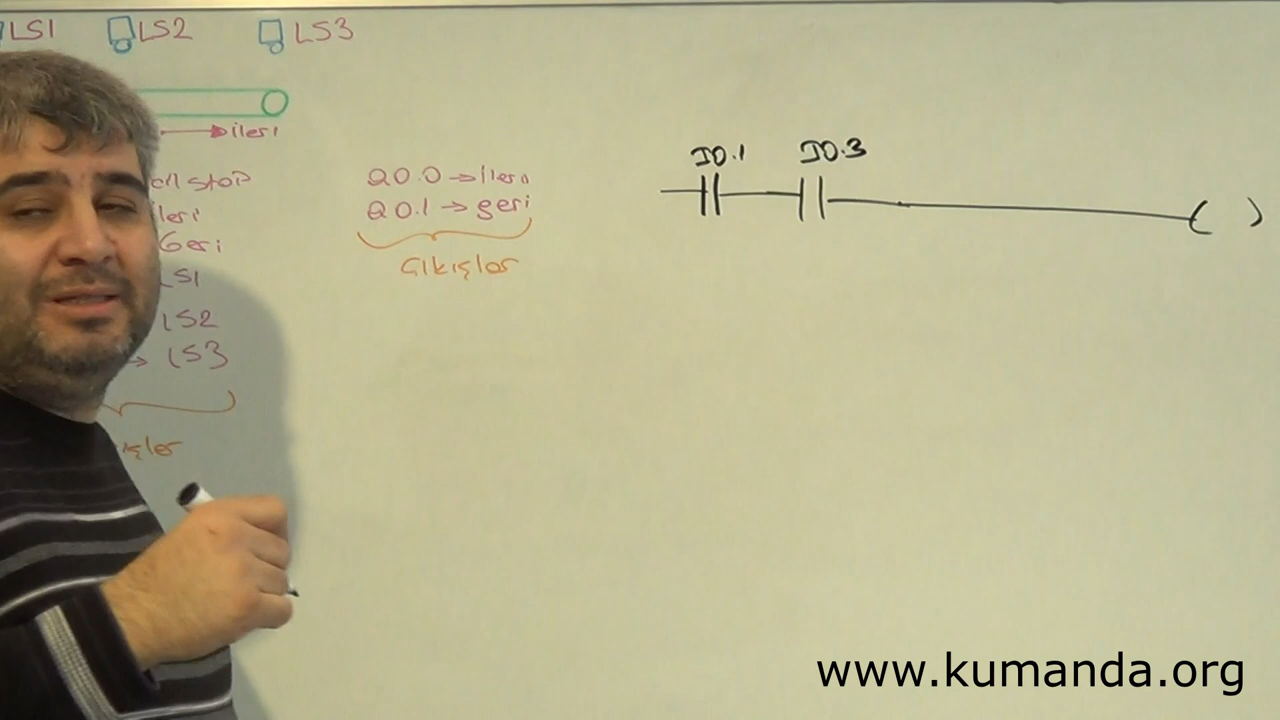 LS1 LS2 LS3
ileri
stop
ileri
Geri
LS1
LS2
→ LS3
Q0.0 → ileri
Q0.1 → geri
Çıkışlar
I0.1 I0.3
( )
www.kumanda.org